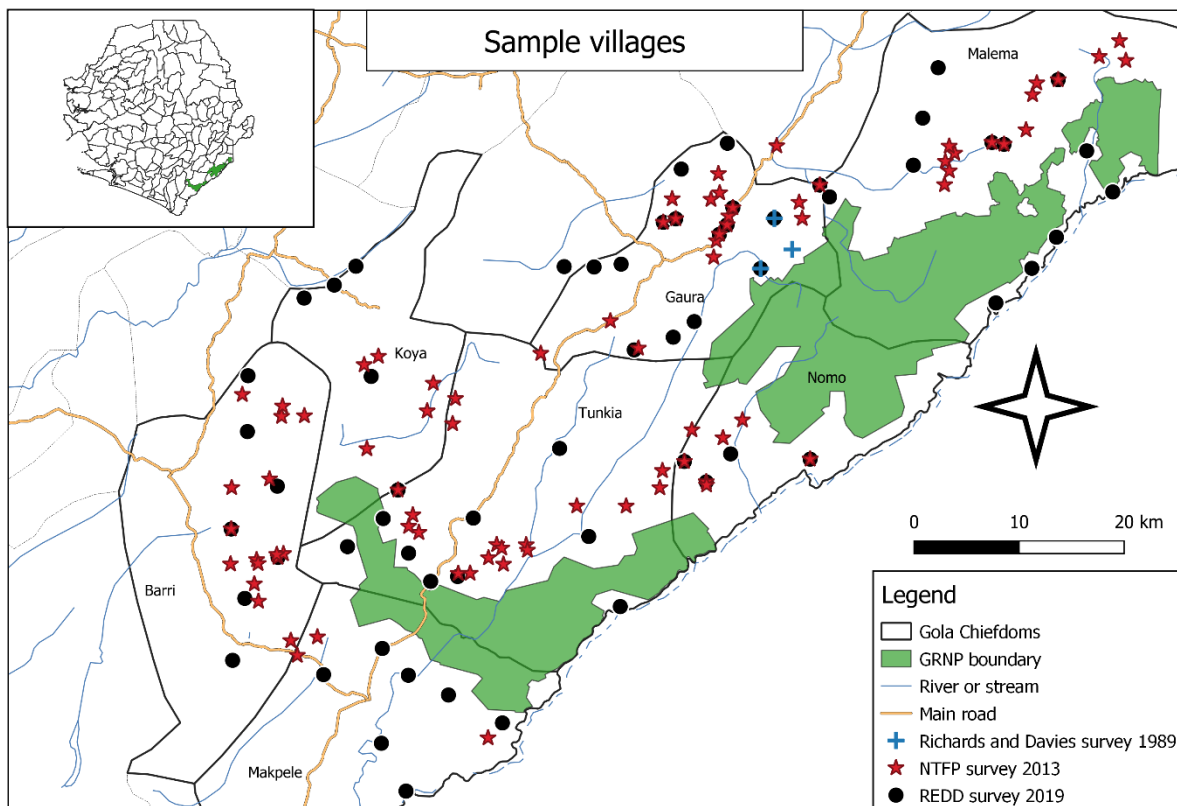 Sample villages
Malema
Gaura
Koya
Nomo
Tunkia
Barri
Makpele
0 10 20 km
Legend
Gola Chiefdoms
GRNP boundary
River or stream
Main road
Richards and Davies survey 1989
NTFP survey 2013
REDD survey 2019